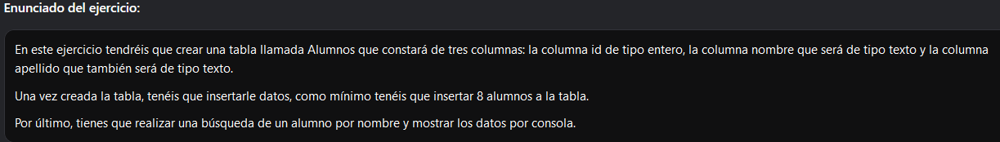 Enunciado del ejercicio:
En este ejercicio tendréis que crear una tabla llamada Alumnos que constará de tres columnas: la columna id de tipo entero, la columna nombre que será de tipo texto y la columna
apellido que también será de tipo texto.
Una vez creada la tabla, tenéis que insertarle datos, como mínimo tenéis que insertar 8 alumnos a la tabla.
Por último, tienes que realizar una búsqueda de un alumno por nombre y mostrar los datos por consola.